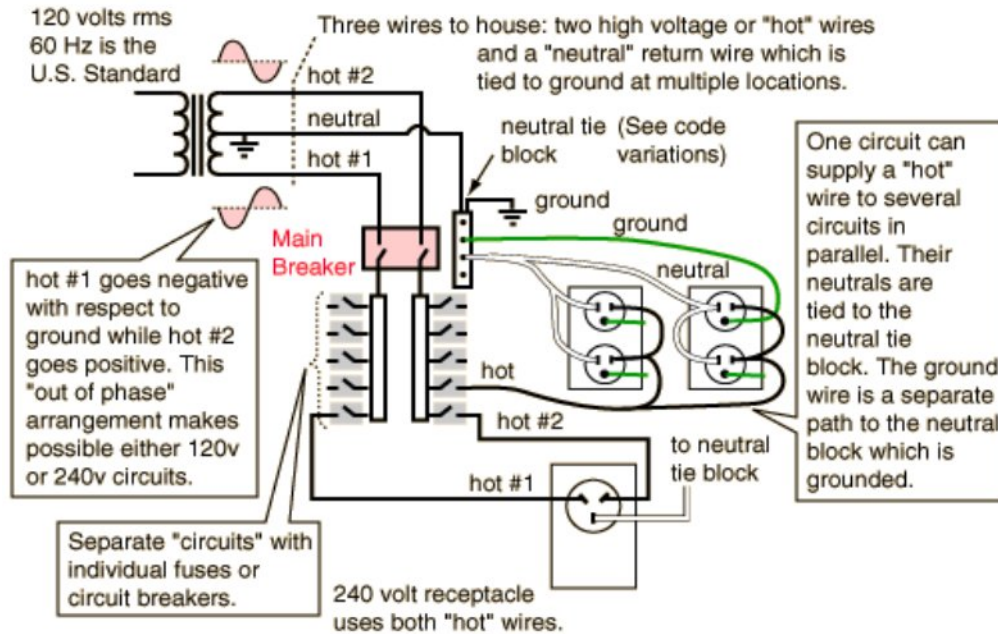 120 volts rms
60 Hz is the
U.S. Standard
Three wires to house: two high voltage or "hot" wires
and a "neutral" return wire which is
tied to ground at multiple locations.
hot #2
neutral
hot #1
neutral tie (See code
block variations)
ground
ground
neutral
Main
Breaker
hot #1 goes negative
with respect to
ground while hot #2
goes positive. This
"out of phase"
arrangement makes
possible either 120v
or 240v circuits.
One circuit can
supply a "hot"
wire to several
circuits in
parallel. Their
neutrals are
tied to the
neutral tie
block. The ground
wire is a separate
path to the neutral
block which is
grounded.
hot
hot #2
hot #1
to neutral
tie block
Separate "circuits" with
individual fuses or
circuit breakers.
240 volt receptacle
uses both "hot" wires.